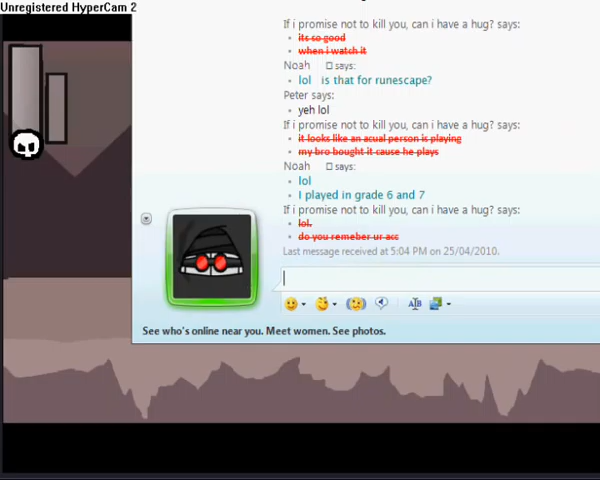 Unregistered HyperCam 2
If i promise not to kill you, can i have a hug? says:
its so good
when i watch it
Noah says:
lol is that for runescape?
Peter says:
yeh lol
If i promise not to kill you, can i have a hug? says:
it looks like an acual person is playing
my bro bought it cause he plays
Noah says:
lol
I played in grade 6 and 7
If i promise not to kill you, can i have a hug? says:
lol.
do you remeber ur acc
Last message received at 5:04 PM on 25/04/2010.
See who's online near you. Meet women. See photos.